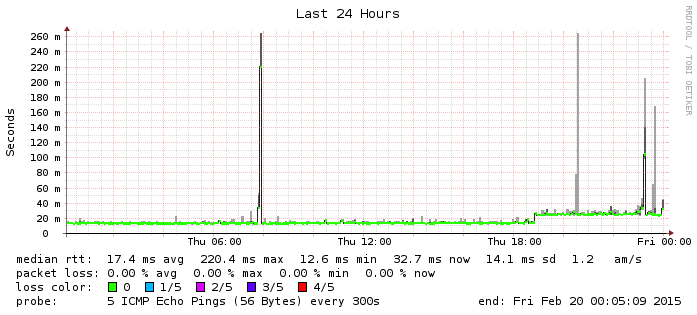 Last 24 Hours
RRDTOOL / TOBI OETIKER
Seconds
260 m
240 m
220 m
200 m
180 m
160 m
140 m
120 m
100 m
80 m
60 m
40 m
20 m
0
Thu 06:00 Thu 12:00 Thu 18:00 Fri 00:00
median rtt: 17.4 ms avg 220.4 ms max 12.6 ms min 32.7 ms now 14.1 ms sd 1.2 am/s
packet loss: 0.00 % avg 0.00 % max 0.00 % min 0.00 % now
loss color: 0 1/5 2/5 3/5 4/5
probe: 5 ICMP Echo Pings (56 Bytes) every 300s end: Fri Feb 20 00:05:09 2015